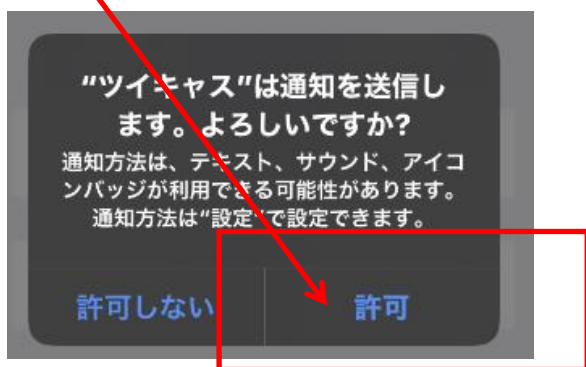 “ツイキャス”は通知を送信し
ます。よろしいですか?
通知方法は、テキスト、サウンド、アイコ
ンバッジが利用できる可能性があります。
通知方法は“設定”で設定できます。
許可しない 許可